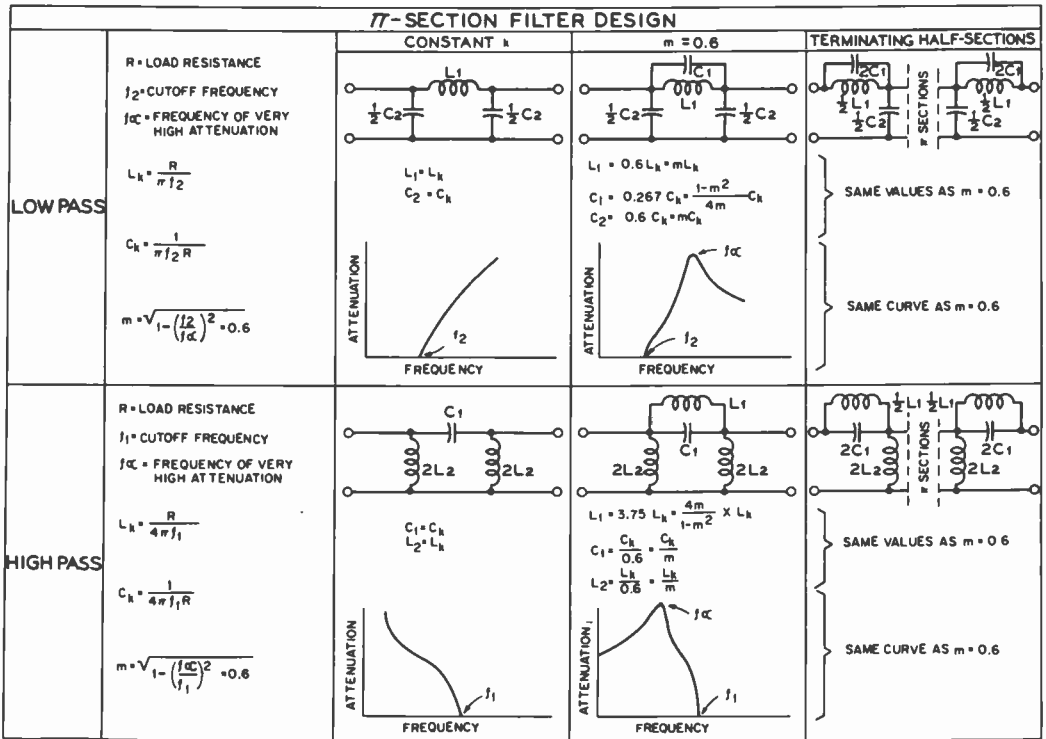 π-SECTION FILTER DESIGN
CONSTANT k
m = 0.6
TERMINATING HALF-SECTIONS
LOW PASS
R = LOAD RESISTANCE
f2 = CUTOFF FREQUENCY
f∝ = FREQUENCY OF VERY
HIGH ATTENUATION
Lk = R / πf2
Ck = 1 / πf2R
m = √1-(f2/f∝)² = 0.6
L1
½C2
½C2
L1 = Lk
C2 = Ck
ATTENUATION
f2
FREQUENCY
C1
L1
½C2
½C2
L1 = 0.6 Lk = mLk
C1 = 0.267 Ck = 1-m² / 4m Ck
C2 = 0.6 Ck = mCk
ATTENUATION
f∝
f2
FREQUENCY
2C1
½L1
½C2
π SECTIONS
2C1
½L1
½C2
SAME VALUES AS m = 0.6
SAME CURVE AS m = 0.6
HIGH PASS
R = LOAD RESISTANCE
f1 = CUTOFF FREQUENCY
f∝ = FREQUENCY OF VERY
HIGH ATTENUATION
Lk = R / 4πf1
Ck = 1 / 4πf1R
m = √1-(f∝/f1)² = 0.6
C1
2L2
2L2
C1 = Ck
L2 = Lk
ATTENUATION
f1
FREQUENCY
L1
C1
2L2
2L2
L1 = 3.75 Lk = 4m / 1-m² X Lk
C1 = Ck / 0.6 = Ck / m
L2 = Lk / 0.6 = Lk / m
ATTENUATION
f∝
f1
FREQUENCY
½L1
½L1
2C1
2L2
π SECTIONS
2C1
2L2
SAME VALUES AS m = 0.6
SAME CURVE AS m = 0.6